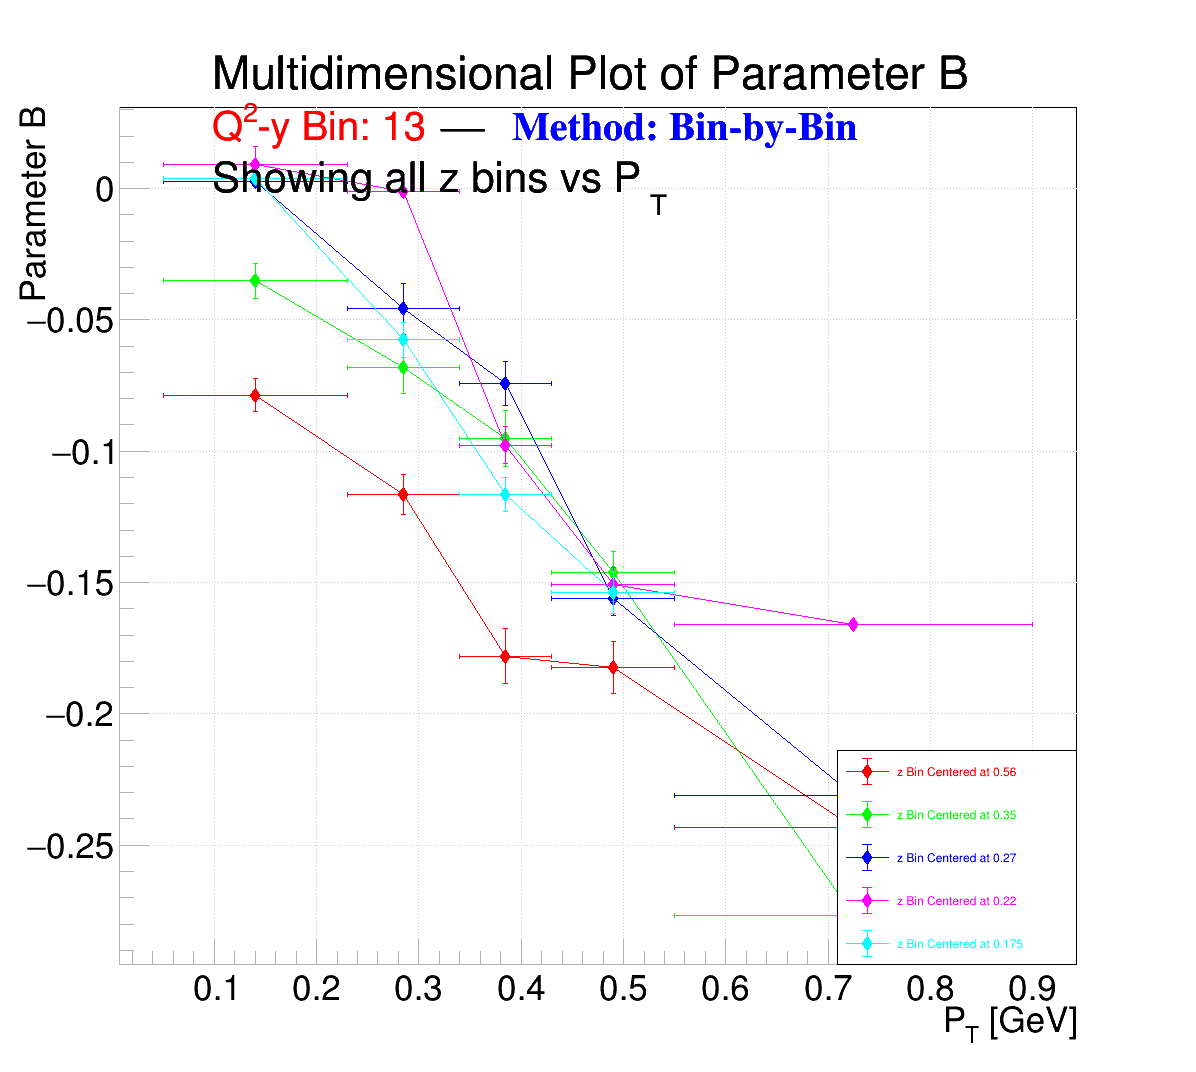 Multidimensional Plot of Parameter B
Q2-y Bin: 13 — Method: Bin-by-Bin
Showing all z bins vs P T
Parameter B
0
−0.05
−0.1
−0.15
−0.2
−0.25
z Bin Centered at 0.56
z Bin Centered at 0.35
z Bin Centered at 0.27
z Bin Centered at 0.22
z Bin Centered at 0.175
0.1 0.2 0.3 0.4 0.5 0.6 0.7 0.8 0.9
PT [GeV]